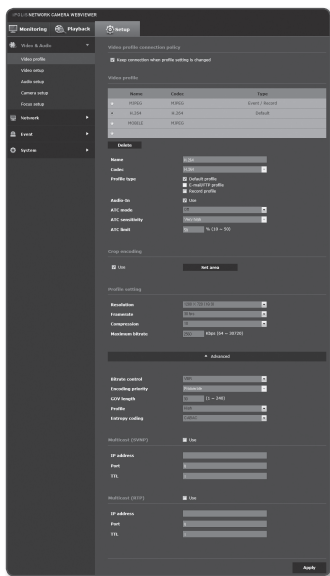 iPOLiS NETWORK CAMERA WEBVIEWER
Monitoring Playback Setup
Video & Audio
Video profile
Video setup
Audio setup
Camera setup
Focus setup
Network
Event
System
Video profile connection policy
Keep connection when profile setting is changed
Video profile
Name Codec Type
MJPEG MJPEG Event / Record
H.264 H.264 Default
MOBILE MJPEG
Delete
Name H.264
Codec H.264
Profile type Default profile
E-mail/FTP profile
Record profile
Audio-In Use
ATC mode
ATC sensitivity
ATC limit % (10 ~ 50)
Crop encoding
Use Set area
Profile setting
Resolution
Framerate
Compression
Maximum bitrate Kbps (64 ~ 30720)
Advanced
Bitrate control
Encoding priority
GOV length (1 ~ 240)
Profile
Entropy coding
Multicast (SVNP) Use
IP address
Port
TTL
Multicast (RTP) Use
IP address
Port
TTL
Apply